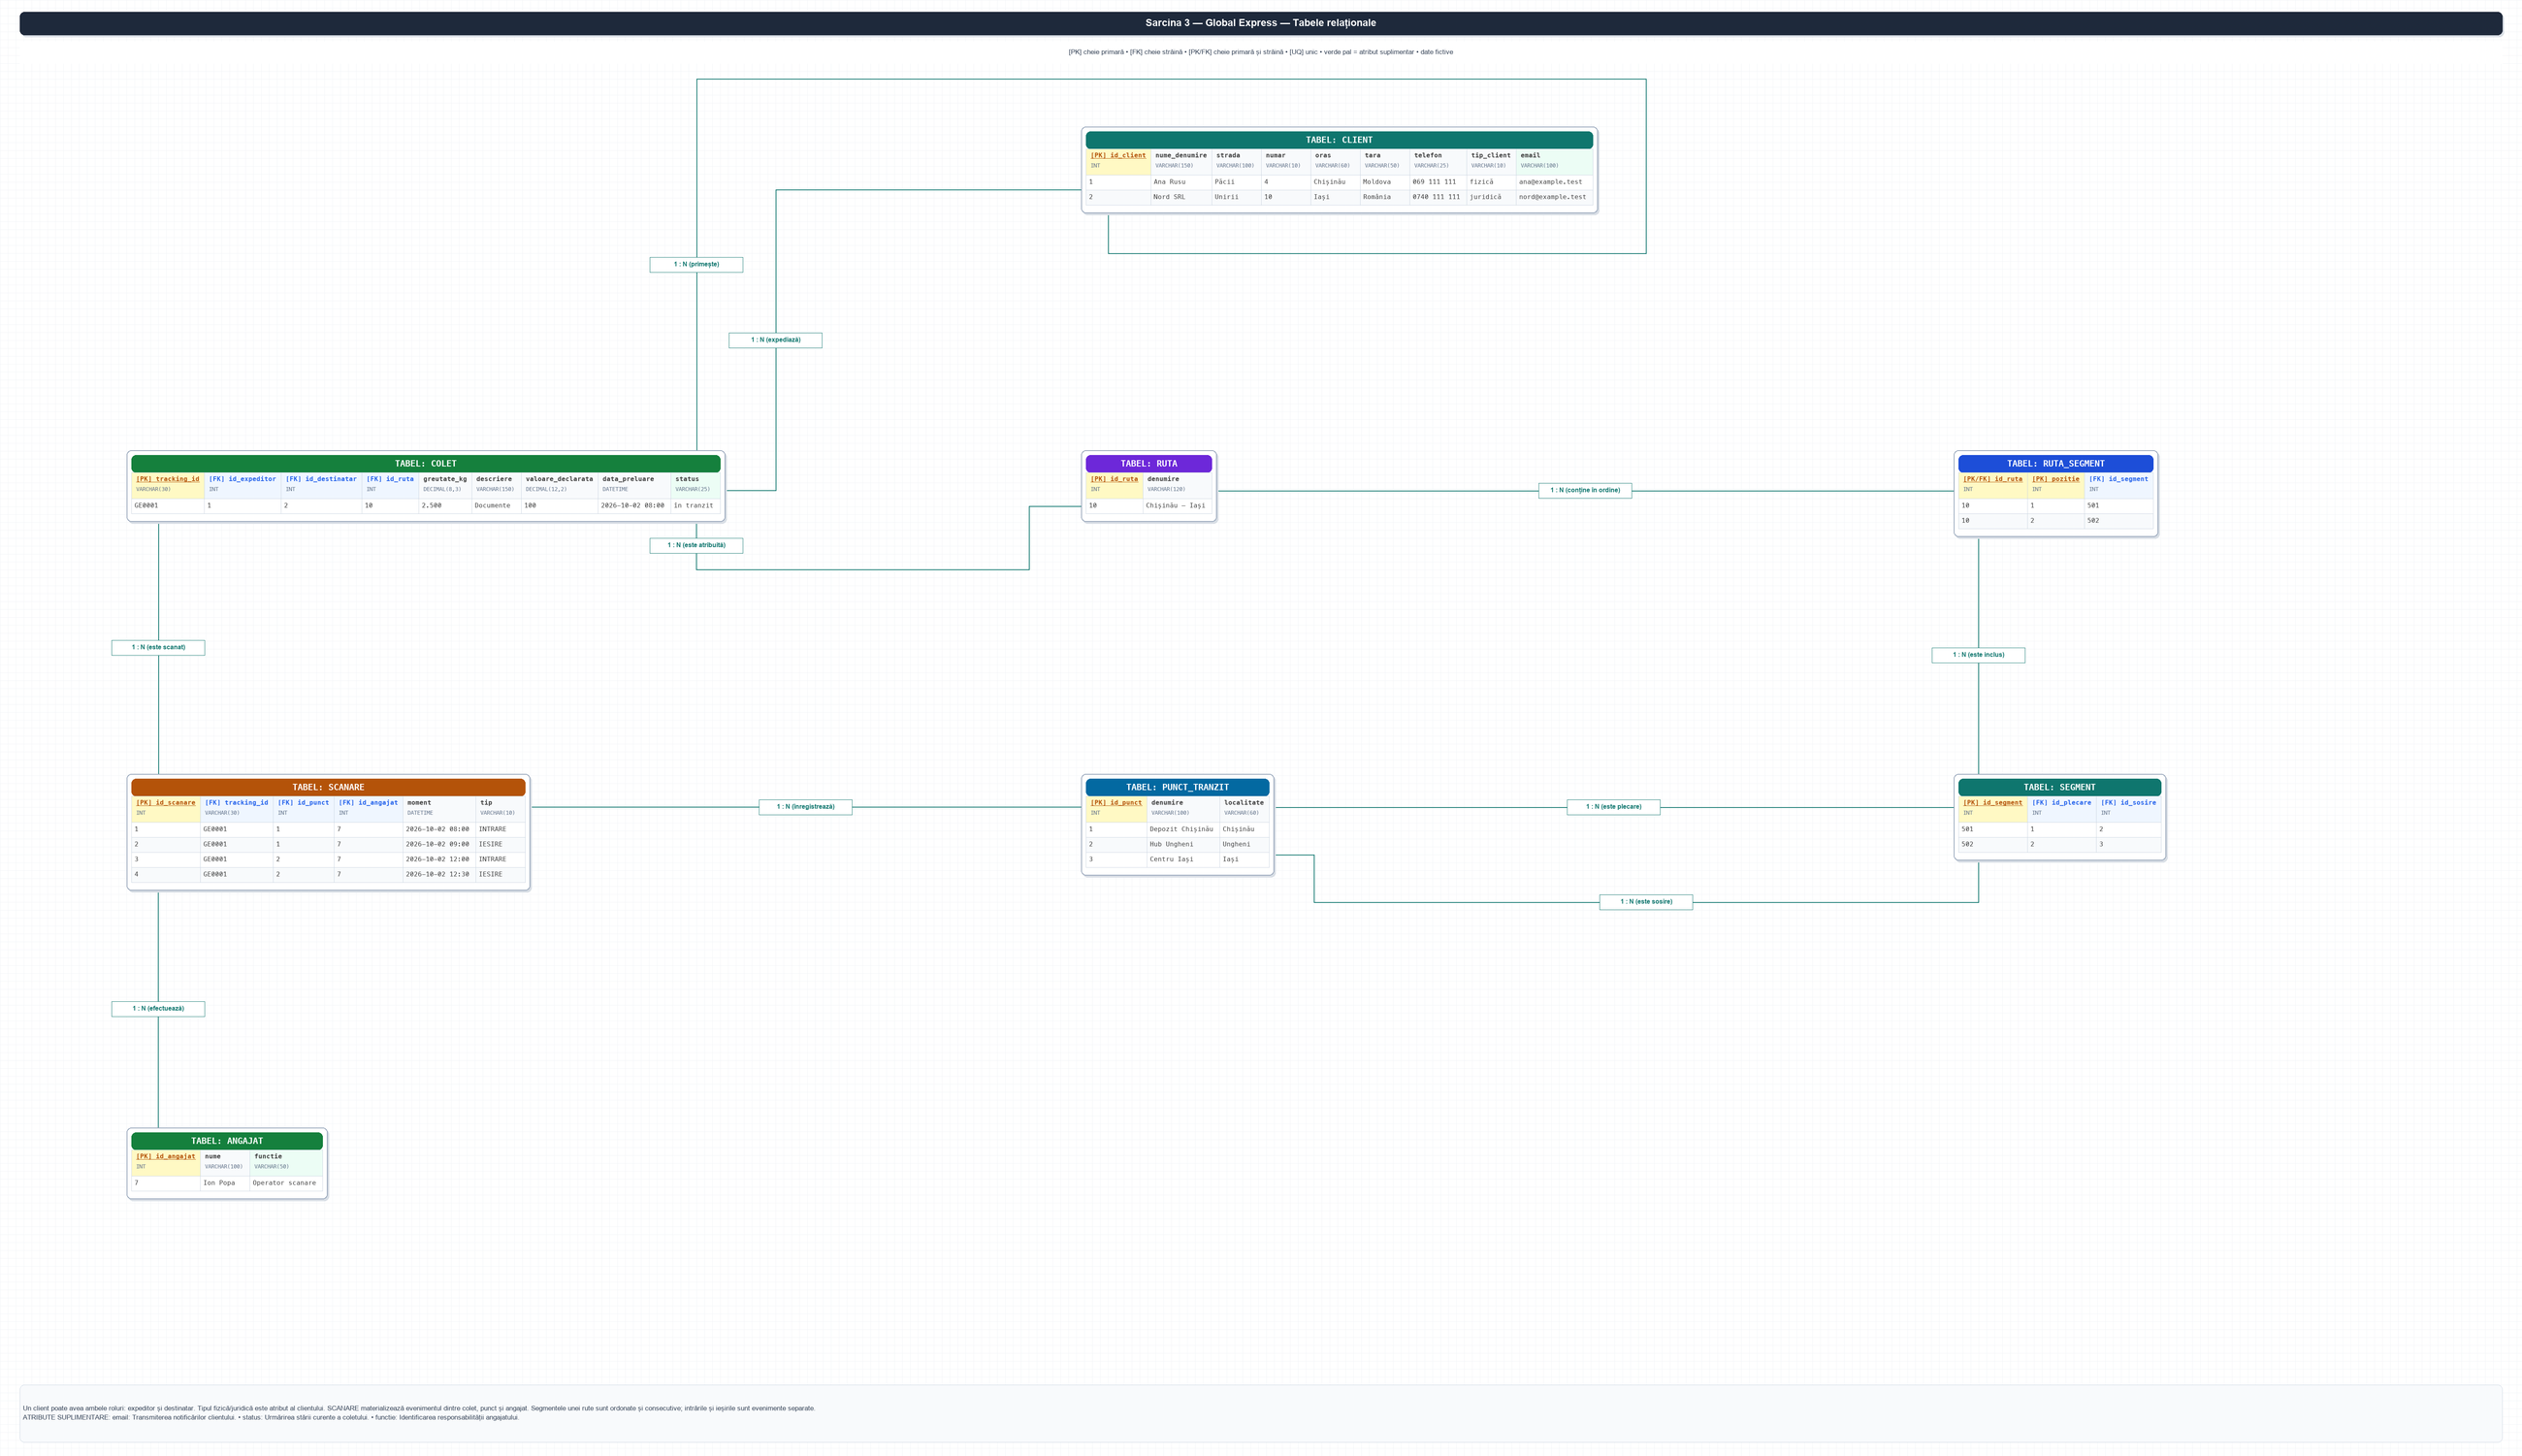 Sarcina 3 — Global Express — Tabele relaționale
[PK] cheie primară • [FK] cheie străină • [PK/FK] cheie primară și străină • [UQ] unic • verde pal = atribut suplimentar • date fictive
TABEL: CLIENT
[PK] id_client nume_denumire strada numar oras tara telefon tip_client email
INT VARCHAR(150) VARCHAR(100) VARCHAR(10) VARCHAR(60) VARCHAR(50) VARCHAR(25) VARCHAR(10) VARCHAR(100)
1 Ana Rusu Păcii 4 Chișinău Moldova 069 111 111 fizică ana@example.test
2 Nord SRL Unirii 10 Iași România 0740 111 111 juridică nord@example.test
1 : N (primește)
1 : N (expediază)
TABEL: COLET
[PK] tracking_id [FK] id_expeditor [FK] id_destinatar [FK] id_ruta greutate_kg descriere valoare_declarata data_preluare status
VARCHAR(30) INT INT INT DECIMAL(8,3) VARCHAR(150) DECIMAL(12,2) DATETIME VARCHAR(25)
GE0001 1 2 10 2.500 Documente 100 2026-10-02 08:00 În tranzit
TABEL: RUTA
[PK] id_ruta denumire
INT VARCHAR(120)
10 Chișinău — Iași
1 : N (conține în ordine)
TABEL: RUTA_SEGMENT
[PK/FK] id_ruta [PK] pozitie [FK] id_segment
INT INT INT
10 1 501
10 2 502
1 : N (este atribuită)
1 : N (este scanat)
1 : N (este inclus)
TABEL: SCANARE
[PK] id_scanare [FK] tracking_id [FK] id_punct [FK] id_angajat moment tip
INT VARCHAR(30) INT INT DATETIME VARCHAR(10)
1 GE0001 1 7 2026-10-02 08:00 INTRARE
2 GE0001 1 7 2026-10-02 09:00 IESIRE
3 GE0001 2 7 2026-10-02 12:00 INTRARE
4 GE0001 2 7 2026-10-02 12:30 IESIRE
1 : N (înregistrează)
TABEL: PUNCT_TRANZIT
[PK] id_punct denumire localitate
INT VARCHAR(100) VARCHAR(60)
1 Depozit Chișinău Chișinău
2 Hub Ungheni Ungheni
3 Centru Iași Iași
1 : N (este plecare)
TABEL: SEGMENT
[PK] id_segment [FK] id_plecare [FK] id_sosire
INT INT INT
501 1 2
502 2 3
1 : N (este sosire)
1 : N (efectuează)
TABEL: ANGAJAT
[PK] id_angajat nume functie
INT VARCHAR(100) VARCHAR(50)
7 Ion Popa Operator scanare
Un client poate avea ambele roluri: expeditor și destinatar. Tipul fizică/juridică este atribut al clientului. SCANARE materializează evenimentul dintre colet, punct și angajat. Segmentele unei rute sunt ordonate și consecutive; intrările și ieșirile sunt evenimente separate.
ATRIBUTE SUPLIMENTARE: email: Transmiterea notificărilor clientului. • status: Urmărirea stării curente a coletului. • functie: Identificarea responsabilității angajatului.